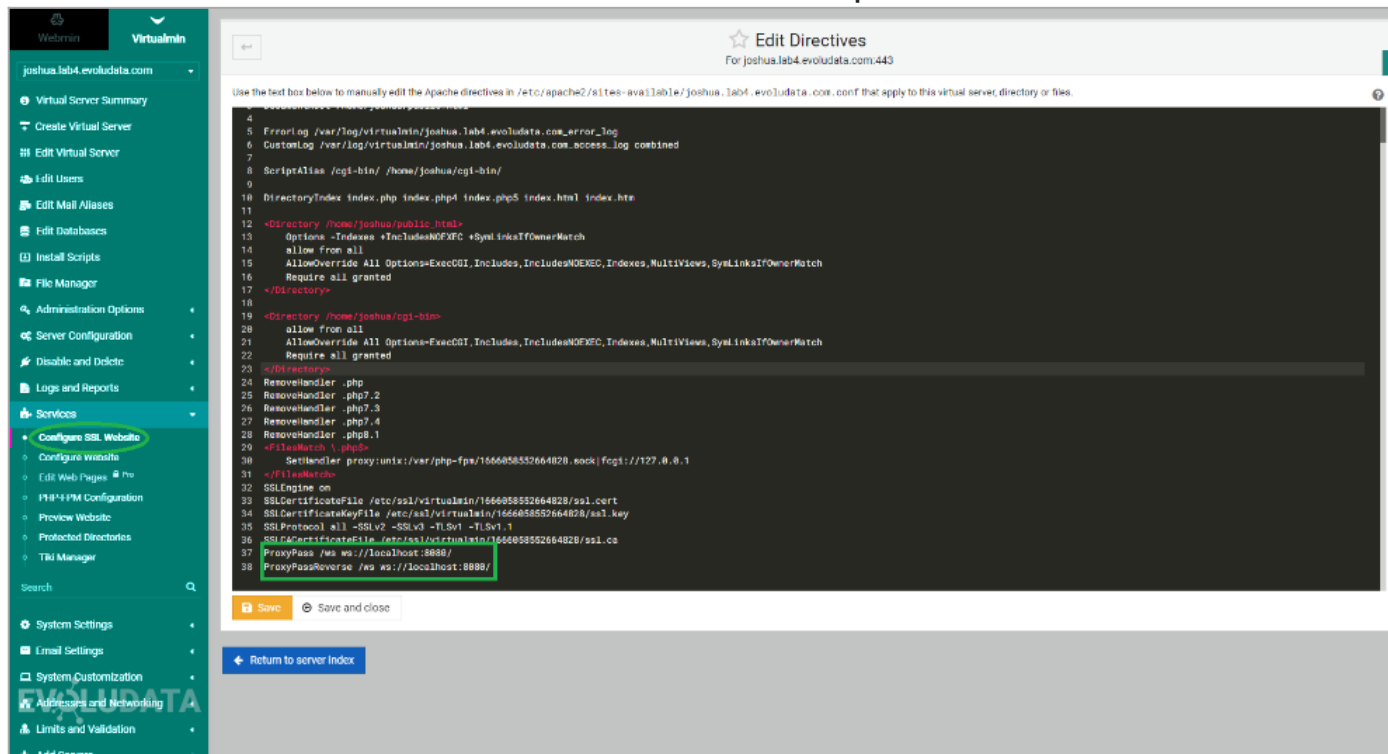 Webmin
Virtualmin
joshua.lab4.evoludata.com
Virtual Server Summary
Create Virtual Server
Edit Virtual Server
Edit Users
Edit Mail Aliases
Edit Databases
Install Scripts
File Manager
Administration Options
Server Configuration
Disable and Delete
Logs and Reports
Services
Configure SSL Website
Configure Website
Edit Web Pages Pro
PHP-FPM Configuration
Preview Website
Protected Directories
Tiki Manager
Search
System Settings
Email Settings
System Customization
EVOLUDATA
Addresses and Networking
Limits and Validation
Add Servers
Edit Directives
For joshua.lab4.evoludata.com:443
Use the text box below to manually edit the Apache directives in /etc/apache2/sites-available/joshua.lab4.evoludata.com.conf that apply to this virtual server, directory or files.
4
5 ErrorLog /var/log/virtualmin/joshua.lab4.evoludata.com_error_log
6 CustomLog /var/log/virtualmin/joshua.lab4.evoludata.com_access_log combined
7
8 ScriptAlias /cgi-bin/ /home/joshua/cgi-bin/
9
10 DirectoryIndex index.php index.php4 index.php5 index.html index.htm
11
12 <Directory /home/joshua/public_html>
13 Options -Indexes +IncludesNOEXEC +SymLinksIfOwnerMatch
14 allow from all
15 AllowOverride All Options=ExecCGI,Includes,IncludesNOEXEC,Indexes,MultiViews,SymLinksIfOwnerMatch
16 Require all granted
17 </Directory>
18
19 <Directory /home/joshua/cgi-bin>
20 allow from all
21 AllowOverride All Options=ExecCGI,Includes,IncludesNOEXEC,Indexes,MultiViews,SymLinksIfOwnerMatch
22 Require all granted
23 </Directory>
24 RemoveHandler .php
25 RemoveHandler .php7.2
26 RemoveHandler .php7.3
27 RemoveHandler .php7.4
28 RemoveHandler .php8.1
29 <FilesMatch \.php$>
30 SetHandler proxy:unix:/var/php-fpm/1666058552664828.sock|fcgi://127.0.0.1
31 </FilesMatch>
32 SSLEngine on
33 SSLCertificateFile /etc/ssl/virtualmin/1666058552664828/ssl.cert
34 SSLCertificateKeyFile /etc/ssl/virtualmin/1666058552664828/ssl.key
35 SSLProtocol all -SSLv2 -SSLv3 -TLSv1 -TLSv1.1
36 SSLCACertificateFile /etc/ssl/virtualmin/1666058552664828/ssl.ca
37 ProxyPass /ws ws://localhost:8080/
38 ProxyPassReverse /ws ws://localhost:8080/
Save
Save and close
Return to server index